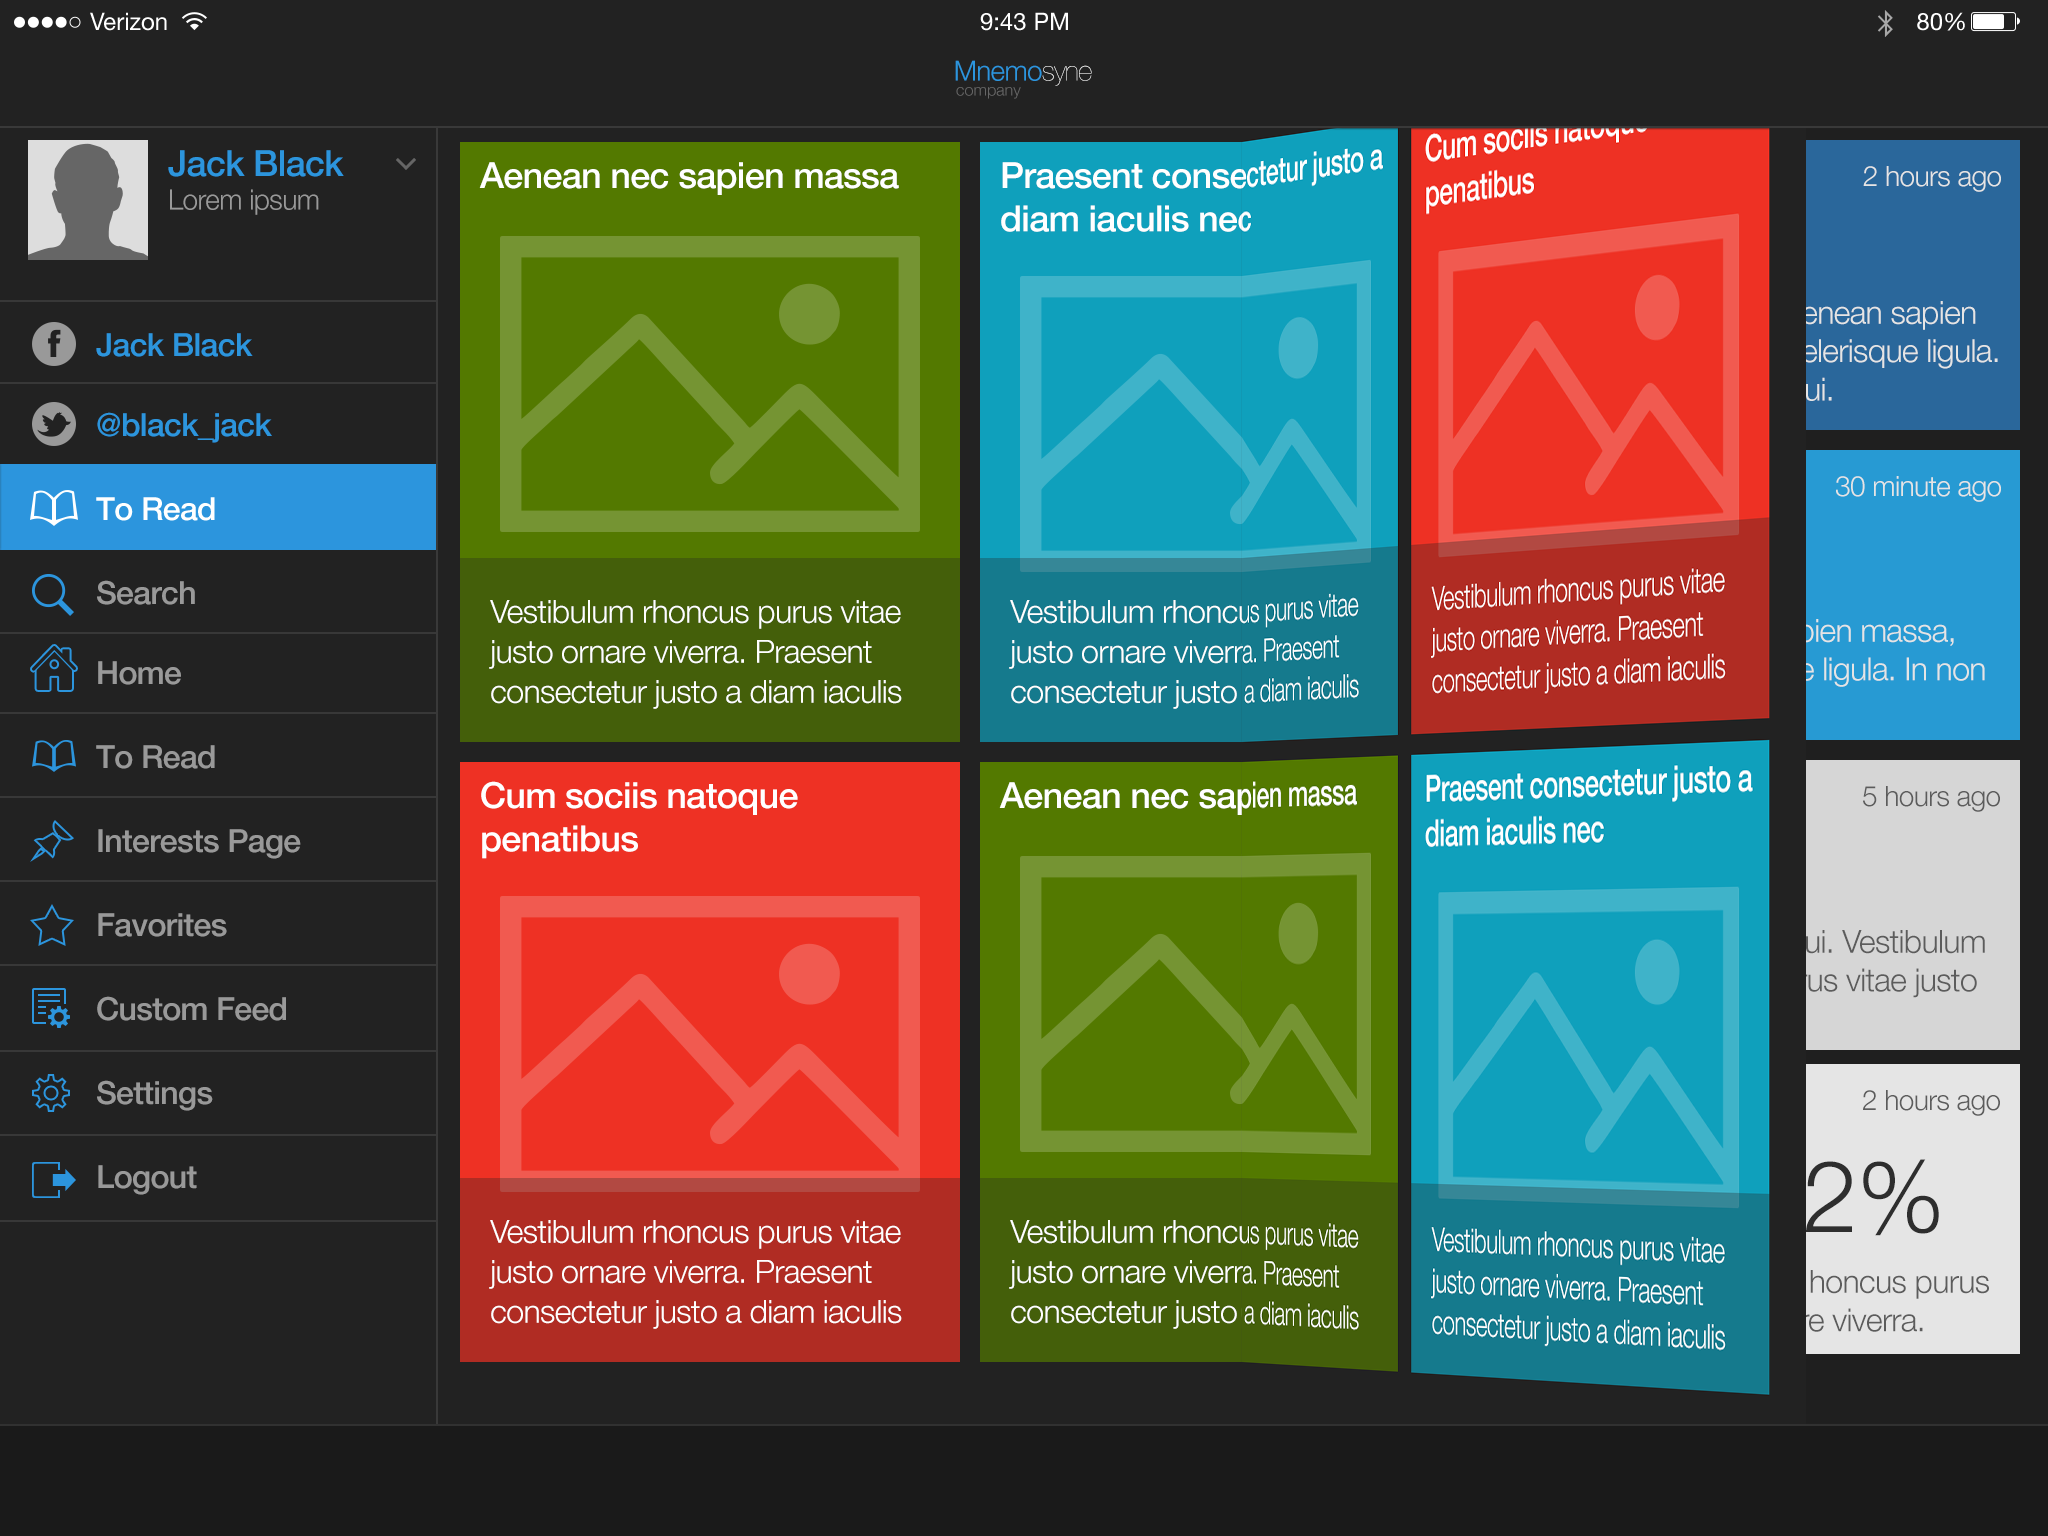 Verizon
9:43 PM
80%
Mnemosyne
company
Jack Black
Lorem ipsum
Jack Black
@black_jack
To Read
Search
Home
To Read
Interests Page
Favorites
Custom Feed
Settings
Logout
Aenean nec sapien massa
Vestibulum rhoncus purus vitae
justo ornare viverra. Praesent
consectetur justo a diam iaculis
Praesent consectetur justo a
diam iaculis nec
Vestibulum rhoncus purus vitae
justo ornare viverra. Praesent
consectetur justo a diam iaculis
Cum sociis natoque
penatibus
Vestibulum rhoncus purus vitae
justo ornare viverra. Praesent
consectetur justo a diam iaculis
Cum sociis natoque
penatibus
Vestibulum rhoncus purus vitae
justo ornare viverra. Praesent
consectetur justo a diam iaculis
Aenean nec sapien massa
Vestibulum rhoncus purus vitae
justo ornare viverra. Praesent
consectetur justo a diam iaculis
Praesent consectetur justo a
diam iaculis nec
Vestibulum rhoncus purus vitae
justo ornare viverra. Praesent
consectetur justo a diam iaculis
2 hours ago
enean sapien
elerisque ligula.
ui.
30 minute ago
pien massa,
e ligula. In non
5 hours ago
ui. Vestibulum
rus vitae justo
2 hours ago
2%
honcus purus
re viverra.